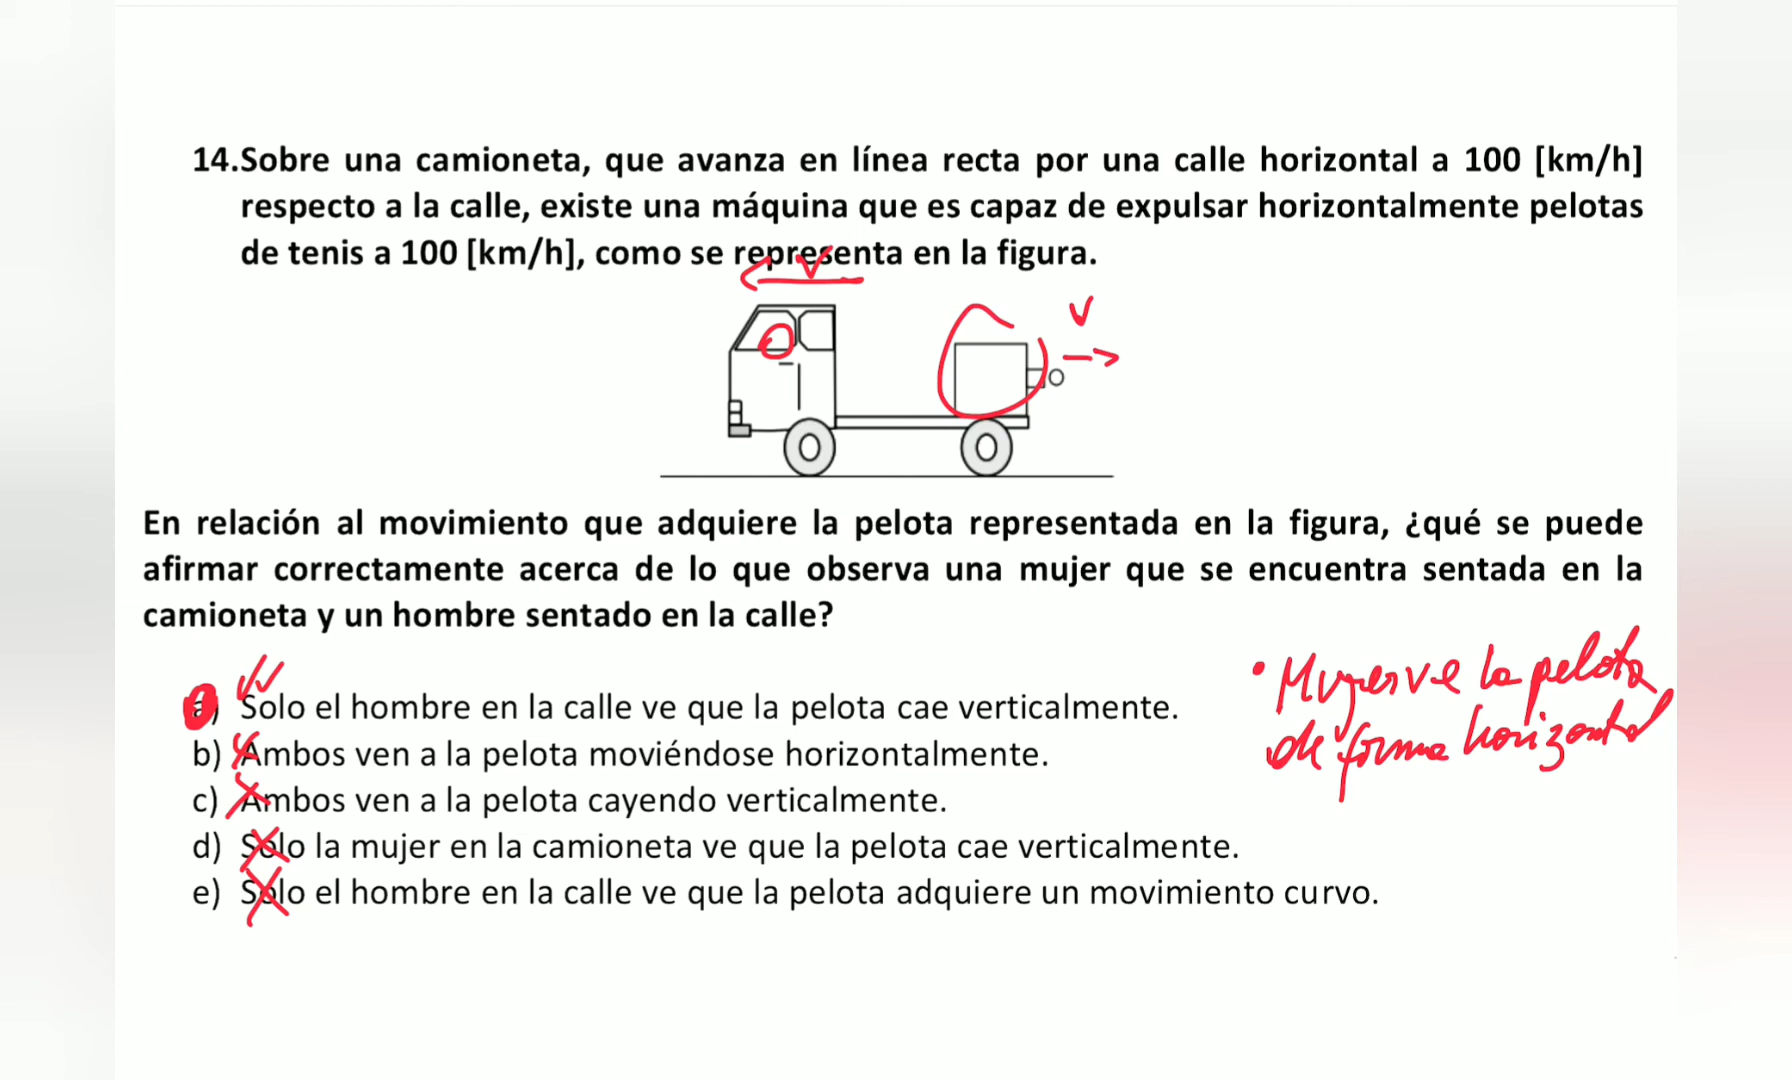 14.Sobre una camioneta, que avanza en línea recta por una calle horizontal a 100 [km/h]
respecto a la calle, existe una máquina que es capaz de expulsar horizontalmente pelotas
de tenis a 100 [km/h], como se representa en la figura.
V
V
En relación al movimiento que adquiere la pelota representada en la figura, ¿qué se puede
afirmar correctamente acerca de lo que observa una mujer que se encuentra sentada en la
camioneta y un hombre sentado en la calle?
a) Solo el hombre en la calle ve que la pelota cae verticalmente.
b) Ambos ven a la pelota moviéndose horizontalmente.
c) Ambos ven a la pelota cayendo verticalmente.
d) Solo la mujer en la camioneta ve que la pelota cae verticalmente.
e) Solo el hombre en la calle ve que la pelota adquiere un movimiento curvo.
• Mujer ve la pelota
de forma horizontal